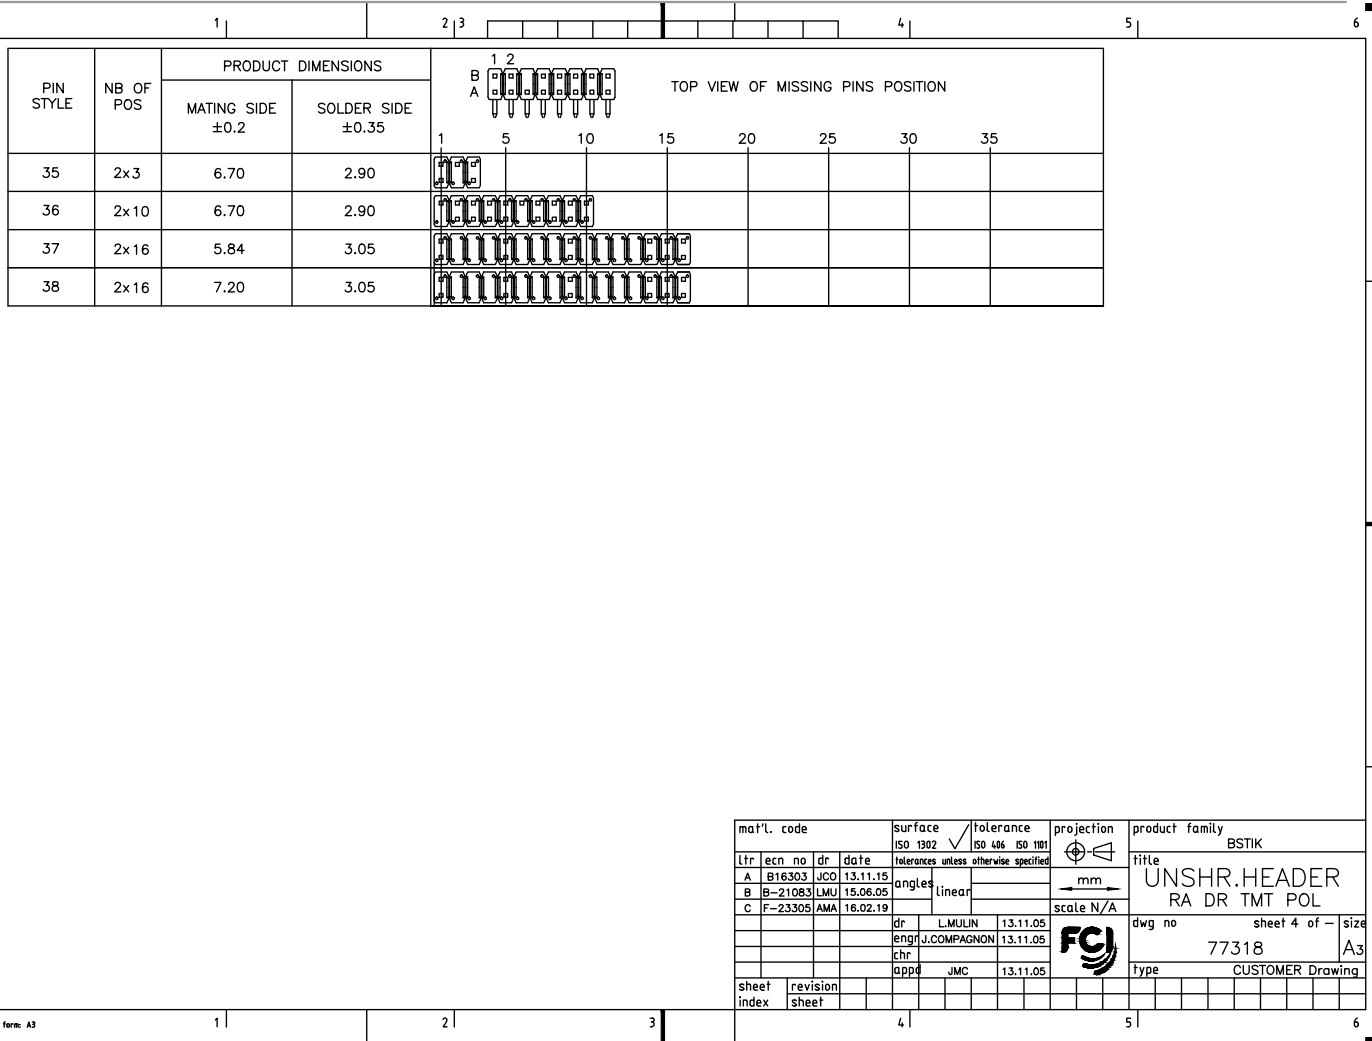 1 2 3 4 5 6
PRODUCT DIMENSIONS
PIN STYLE
NB OF POS
MATING SIDE ±0.2
SOLDER SIDE ±0.35
1 2
B
A
TOP VIEW OF MISSING PINS POSITION
1 5 10 15 20 25 30 35
35 2x3 6.70 2.90
36 2x10 6.70 2.90
37 2x16 5.84 3.05
38 2x16 7.20 3.05
mat'l. code
surface
ISO 1302
tolerance
ISO 406 ISO 1101
projection
product family
BSTIK
ltr ecn no dr date
tolerances unless otherwise specified
title
UNSHR.HEADER
RA DR TMT POL
A B16303 JCO 13.11.15
B B-21083 LMU 15.06.05
C F-23305 AMA 16.02.19
angles
linear
mm
scale N/A
dr L.MULIN 13.11.05
engr J.COMPAGNON 13.11.05
chr
appd JMC 13.11.05
FCI
dwg no
sheet 4 of -
size
77318
A3
type
CUSTOMER Drawing
sheet index
revision
sheet
form: A3
1 2 3 4 5 6